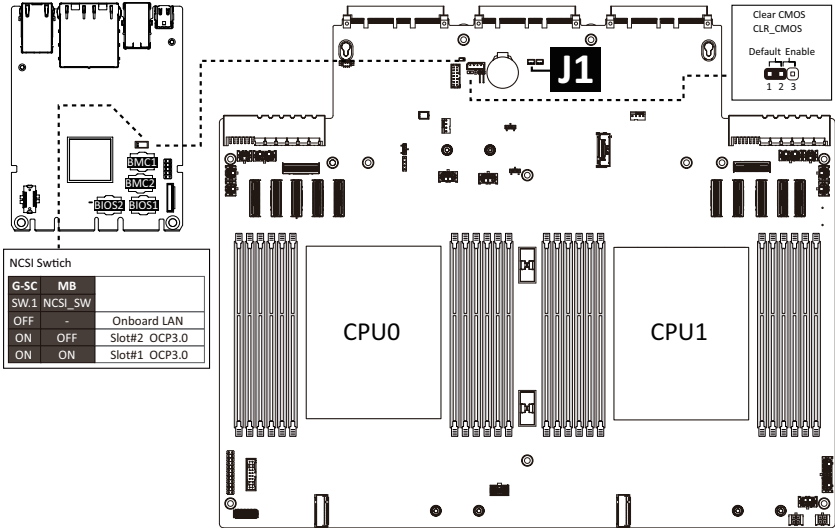 Clear CMOS
CLR_CMOS
Default Enable
1 2 3
J1
BMC1
BMC2
BIOS2 BIOS1
NCSI Swtich
G-SC MB
SW.1 NCSI_SW
OFF - Onboard LAN
ON OFF Slot#2 OCP3.0
ON ON Slot#1 OCP3.0
CPU0
CPU1